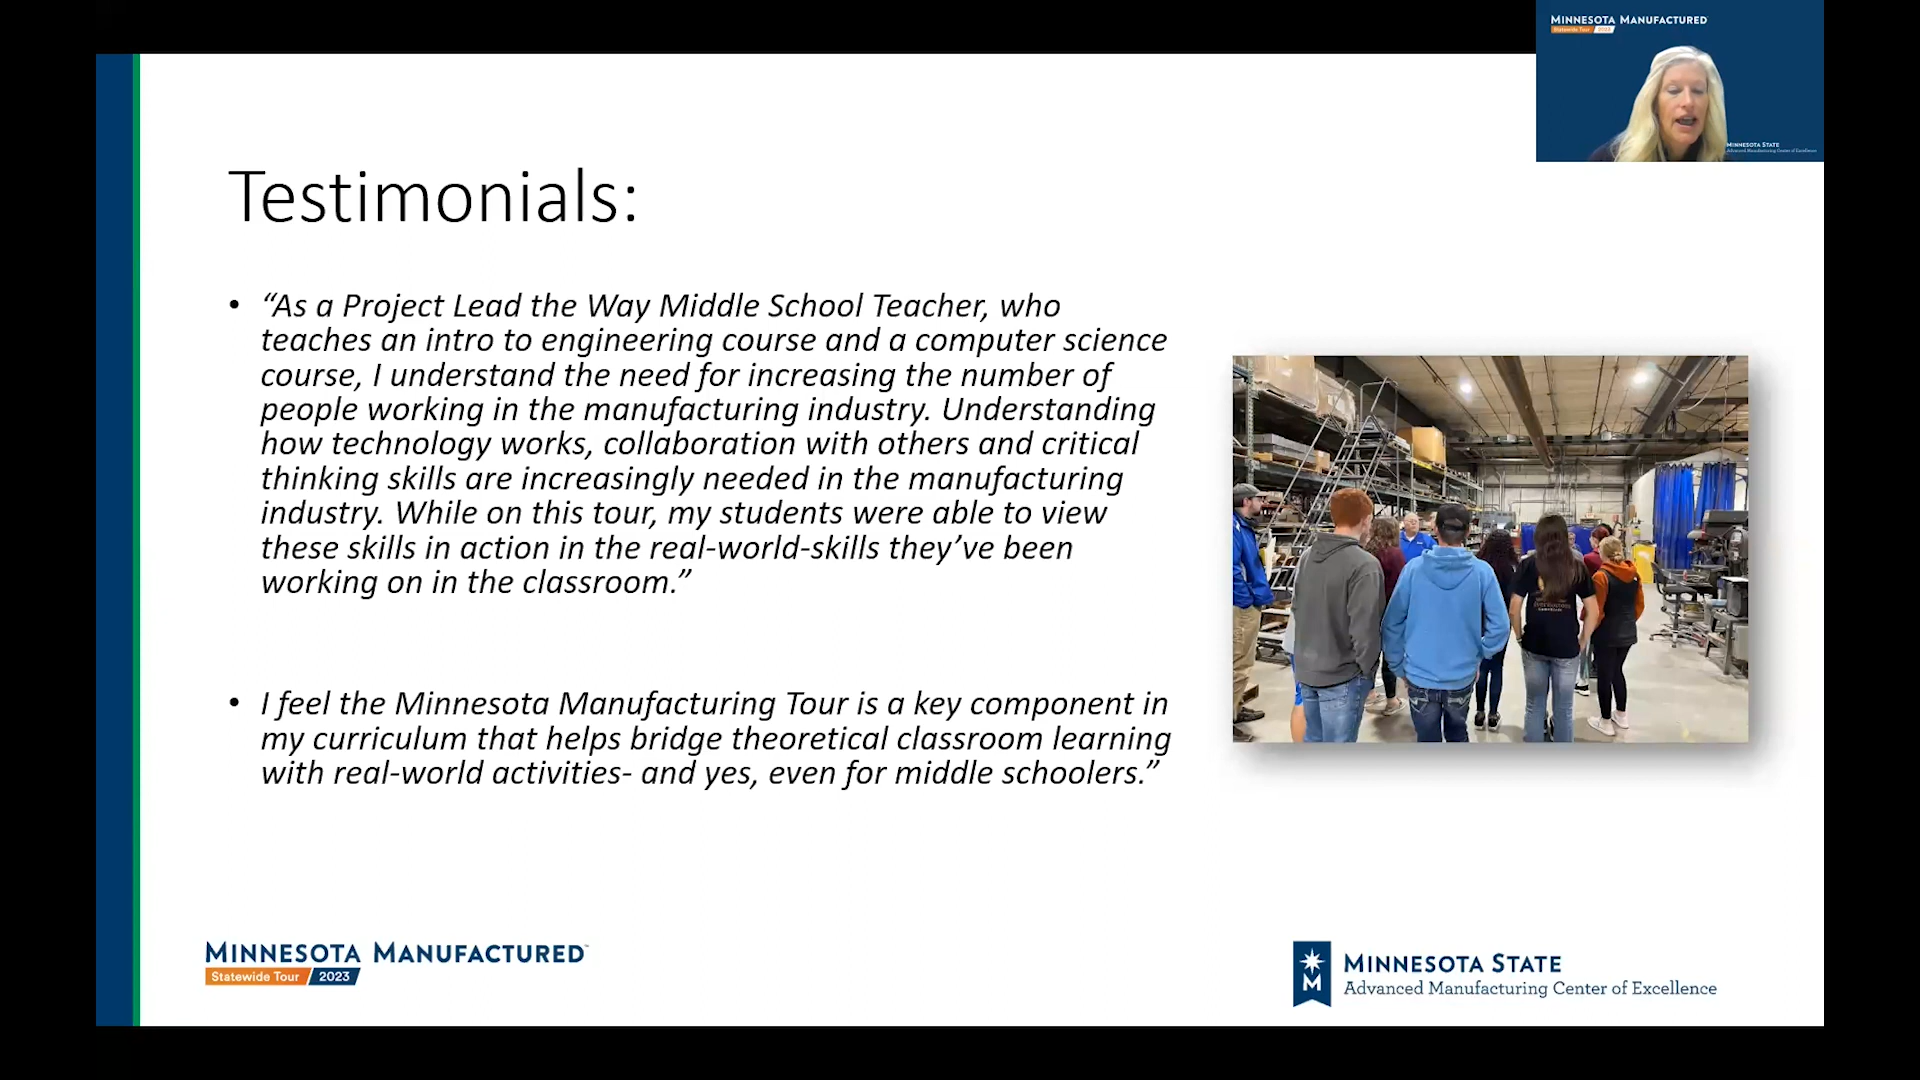 MINNESOTA MANUFACTURED
Statewide Tour 2023
MINNESOTA STATE
Advanced Manufacturing Center of Excellence
Testimonials:
• “As a Project Lead the Way Middle School Teacher, who
teaches an intro to engineering course and a computer science
course, I understand the need for increasing the number of
people working in the manufacturing industry. Understanding
how technology works, collaboration with others and critical
thinking skills are increasingly needed in the manufacturing
industry. While on this tour, my students were able to view
these skills in action in the real-world-skills they’ve been
working on in the classroom.”
• I feel the Minnesota Manufacturing Tour is a key component in
my curriculum that helps bridge theoretical classroom learning
with real-world activities- and yes, even for middle schoolers.”
MINNESOTA MANUFACTURED™
Statewide Tour 2023
M
MINNESOTA STATE
Advanced Manufacturing Center of Excellence